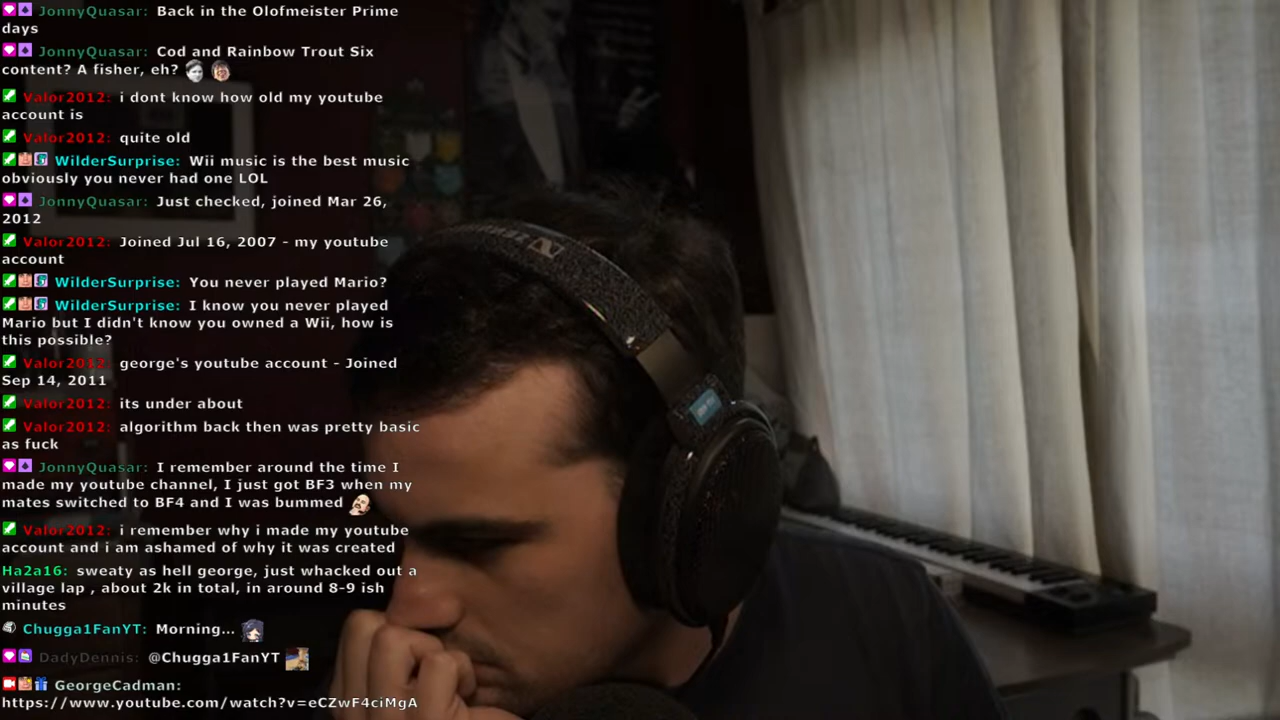 JonnyQuasar: Back in the Olofmeister Prime
days
JonnyQuasar: Cod and Rainbow Trout Six
content? A fisher, eh?
Valor2012: i dont know how old my youtube
account is
Valor2012: quite old
WilderSurprise: Wii music is the best music
obviously you never had one LOL
JonnyQuasar: Just checked, joined Mar 26,
2012
Valor2012: Joined Jul 16, 2007 - my youtube
account
WilderSurprise: You never played Mario?
WilderSurprise: I know you never played
Mario but I didn't know you owned a Wii, how is
this possible?
Valor2012: george's youtube account - Joined
Sep 14, 2011
Valor2012: its under about
Valor2012: algorithm back then was pretty basic
as fuck
JonnyQuasar: I remember around the time I
made my youtube channel, I just got BF3 when my
mates switched to BF4 and I was bummed
Valor2012: i remember why i made my youtube
account and i am ashamed of why it was created
Ha2a16: sweaty as hell george, just whacked out a
village lap , about 2k in total, in around 8-9 ish
minutes
Chugga1FanYT: Morning...
DadyDennis: @Chugga1FanYT
GeorgeCadman:
https://www.youtube.com/watch?v=eCZwF4ciMgA